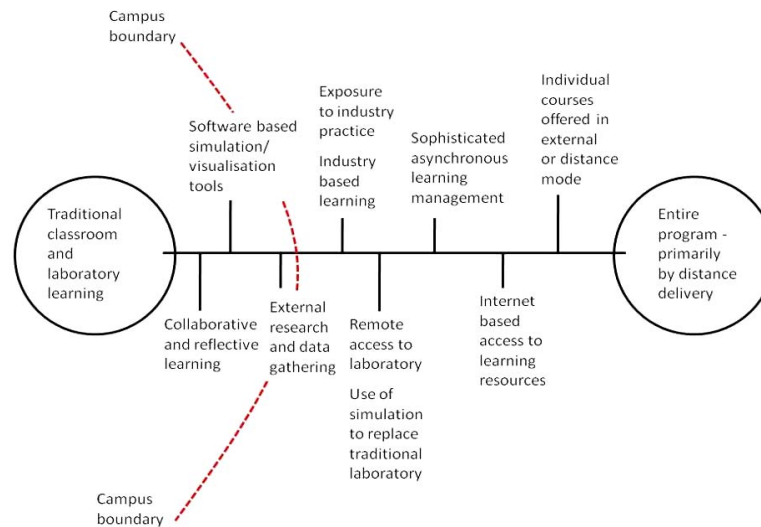 Campus
boundary
Software based
simulation/
visualisation
tools
Exposure
to industry
practice
Industry
based
learning
Sophisticated
asynchronous
learning
management
Individual
courses
offered in
external
or distance
mode
Traditional
classroom
and
laboratory
learning
Entire
program -
primarily
by distance
delivery
Collaborative
and reflective
learning
External
research
and data
gathering
Remote
access to
laboratory
Use of
simulation
to replace
traditional
laboratory
Internet
based
access to
learning
resources
Campus
boundary